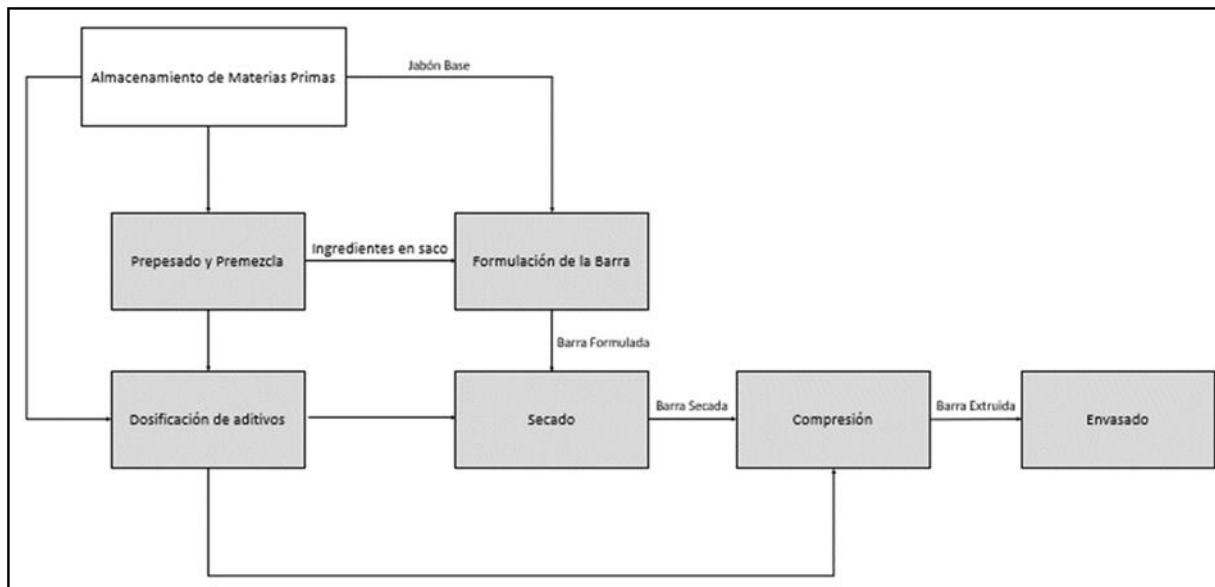 Almacenamiento de Materias Primas
Jabón Base
Prepesado y Premezcla
Ingredientes en saco
Formulación de la Barra
Barra Formulada
Dosificación de aditivos
Secado
Barra Secada
Compresión
Barra Extruida
Envasado